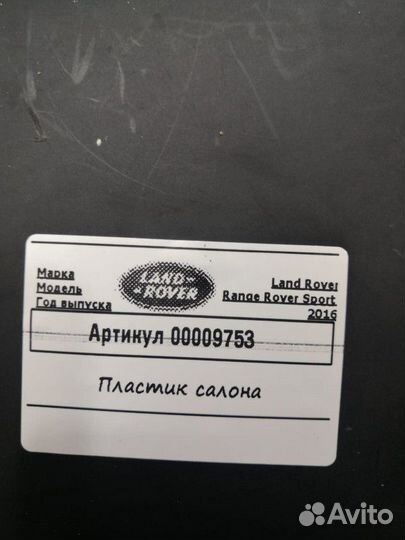 Марка
LAND
ROVER
Land Rover
Модель
Range Rover Sport
Год выпуска
2016
Артикул 00009753
Пластик салона
Avito